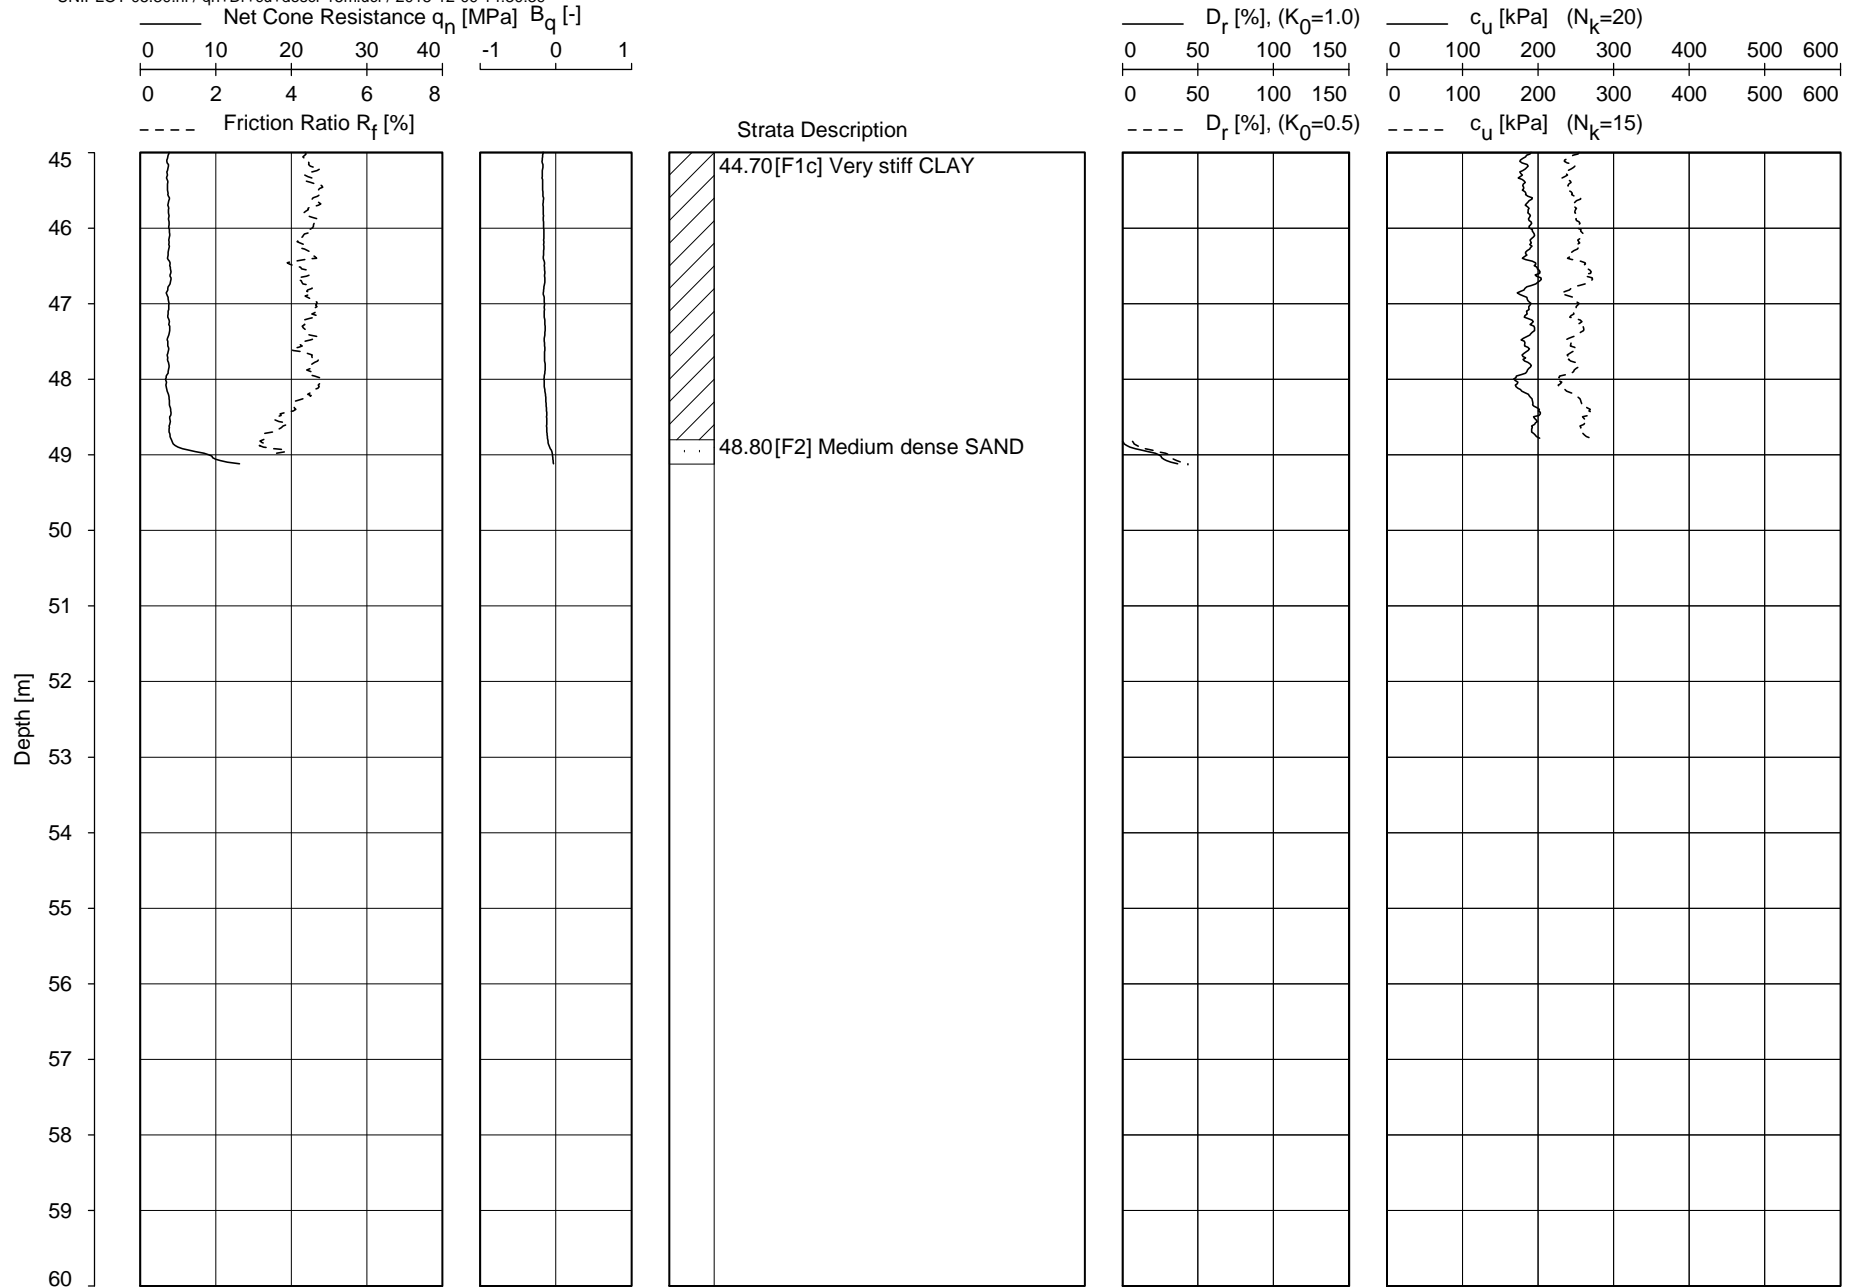 Net Cone Resistance qn [MPa] Bq [-]
Dr [%], (K0=1.0)
cu [kPa] (Nk=20)
0 10 20 30 40
-1 0 1
0 50 100 150
0 100 200 300 400 500 600
0 2 4 6 8
0 50 100 150
0 100 200 300 400 500 600
Friction Ratio Rf [%]
Strata Description
Dr [%], (K0=0.5)
cu [kPa] (Nk=15)
45
44.70 [F1c] Very stiff CLAY
46
47
48
48.80 [F2] Medium dense SAND
49
50
51
52
Depth [m]
53
54
55
56
57
58
59
60